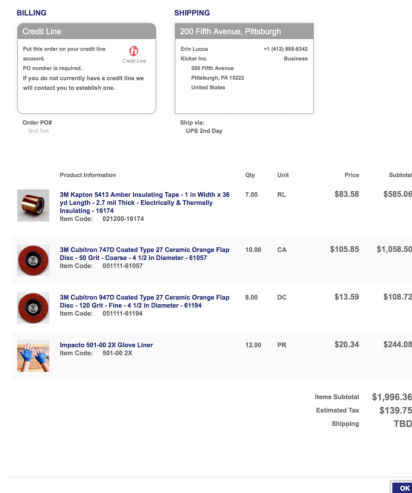 BILLING
Credit Line
Put this order on your credit line
account.
PO number is required.
If you do not currently have a credit line we
will contact you to establish one.
Credit Line
Order PO#
Not Set
SHIPPING
200 Fifth Avenue, Pittsburgh
Erin Lucce +1 (412) 888-8342
Kicker Inc. Business
200 Fifth Avenue
Pittsburgh, PA 15222
United States
Ship via:
UPS 2nd Day
Product Information Qty Unit Price Subtotal
3M Kapton 5413 Amber Insulating Tape - 1 in Width x 36 7.00 RL $83.58 $585.06
yd Length - 2.7 mil Thick - Electrically & Thermally
Insulating - 16174
Item Code: 021200-16174
3M Cubitron 747D Coated Type 27 Ceramic Orange Flap 10.00 CA $105.85 $1,058.50
Disc - 50 Grit - Coarse - 4 1/2 in Diameter - 61057
Item Code: 051111-61057
3M Cubitron 947D Coated Type 27 Ceramic Orange Flap 8.00 DC $13.59 $108.72
Disc - 120 Grit - Fine - 4 1/2 in Diameter - 61194
Item Code: 051111-61194
Impacto 501-00 2X Glove Liner 12.00 PR $20.34 $244.08
Item Code: 501-00 2X
Items Subtotal $1,996.36
Estimated Tax $139.75
Shipping TBD
OK